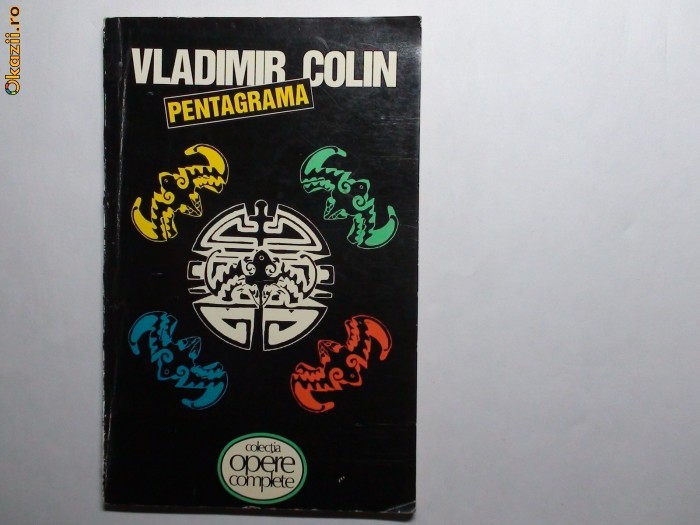 Okazii.ro
VLADIMIR COLIN
PENTAGRAMA
colecția
opere
complete